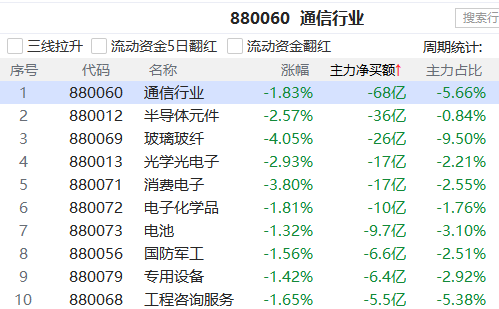 880060 通信行业 搜索行
三线拉升 流动资金5日翻红 流动资金翻红 周期统计:
序号 代码 名称 涨幅 主力净买额↑ 主力占比
1 880060 通信行业 -1.83% -68亿 -5.66%
2 880012 半导体元件 -2.57% -36亿 -0.84%
3 880069 玻璃玻纤 -4.05% -26亿 -9.50%
4 880013 光学光电子 -2.93% -17亿 -2.21%
5 880071 消费电子 -3.80% -17亿 -2.55%
6 880072 电子化学品 -1.81% -10亿 -1.76%
7 880073 电池 -1.32% -9.7亿 -3.10%
8 880056 国防军工 -1.56% -6.6亿 -2.51%
9 880079 专用设备 -1.42% -6.4亿 -2.92%
10 880068 工程咨询服务 -1.65% -5.5亿 -5.38%